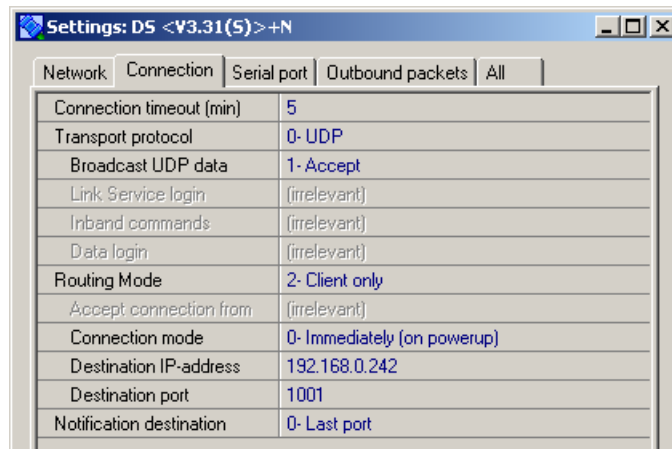 Settings: DS <V3.31(S)>+N
Network Connection Serial port Outbound packets All
Connection timeout (min) 5
Transport protocol 0- UDP
Broadcast UDP data 1- Accept
Link Service login (irrelevant)
Inband commands (irrelevant)
Data login (irrelevant)
Routing Mode 2- Client only
Accept connection from (irrelevant)
Connection mode 0- Immediately (on powerup)
Destination IP-address 192.168.0.242
Destination port 1001
Notification destination 0- Last port